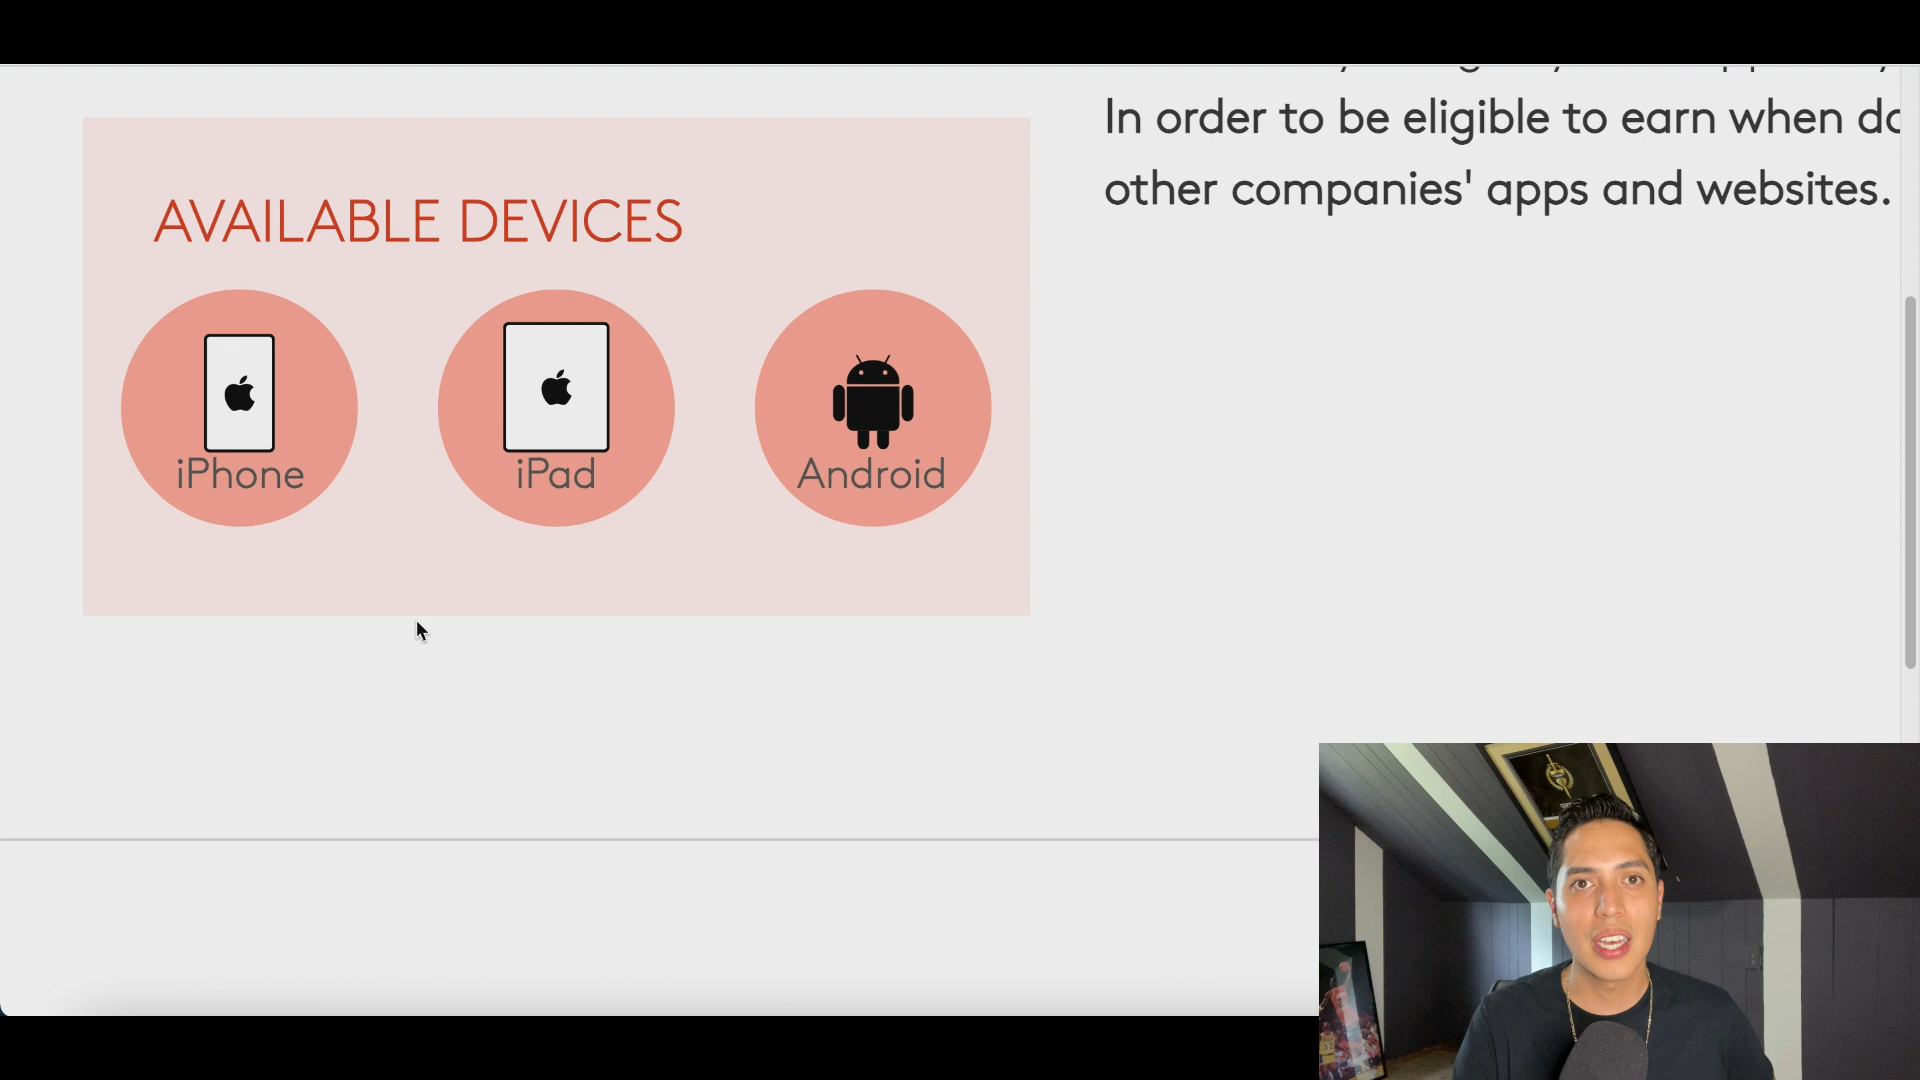 In order to be eligible to earn when
other companies' apps and websites.
AVAILABLE DEVICES
iPhone
iPad
Android